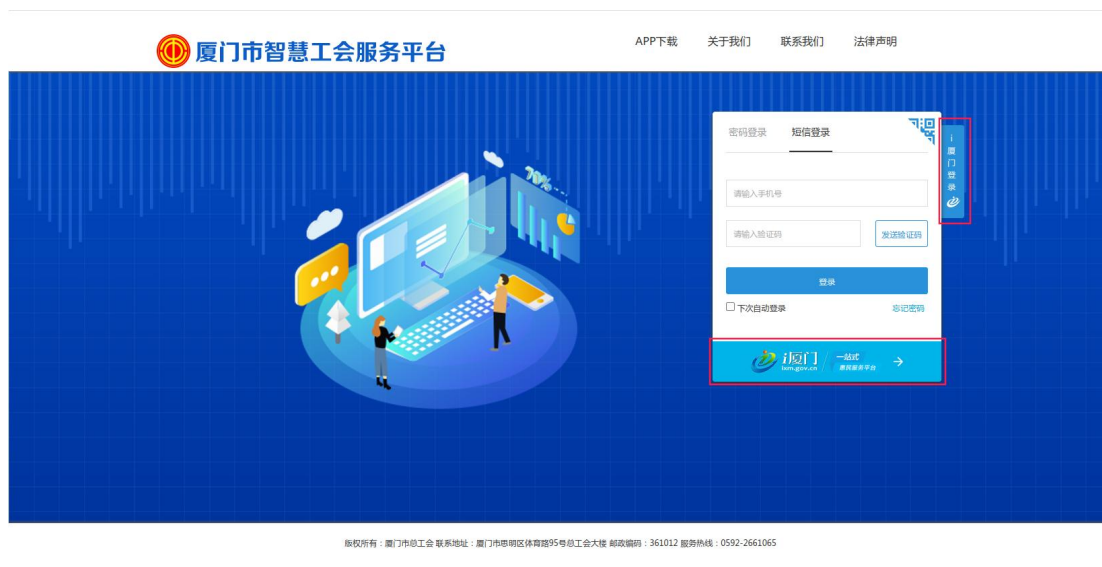 厦门市智慧工会服务平台
APP下载 关于我们 联系我们 法律声明
密码登录 短信登录
i厦门登录
请输入手机号
请输入验证码 发送验证码
登录
下次自动登录 忘记密码
70%
i厦门 一站式
ixm.gov.cn 惠民服务平台
版权所有：厦门市总工会 联系地址：厦门市思明区体育路95号总工会大楼 邮政编码：361012 服务热线：0592-2661065